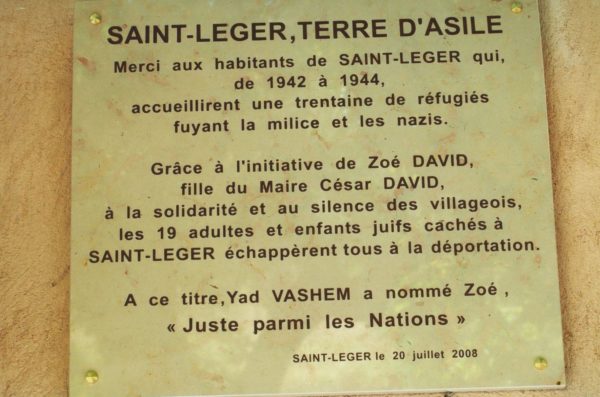 SAINT-LEGER,TERRE D'ASILE
Merci aux habitants de SAINT-LEGER qui,
de 1942 à 1944,
accueillirent une trentaine de réfugiés
fuyant la milice et les nazis.
Grâce à l'initiative de Zoé DAVID,
fille du Maire César DAVID,
à la solidarité et au silence des villageois,
les 19 adultes et enfants juifs cachés à
SAINT-LEGER échappèrent tous à la déportation.
A ce titre,Yad VASHEM a nommé Zoé ,
« Juste parmi les Nations »
SAINT-LEGER le 20 juillet 2008